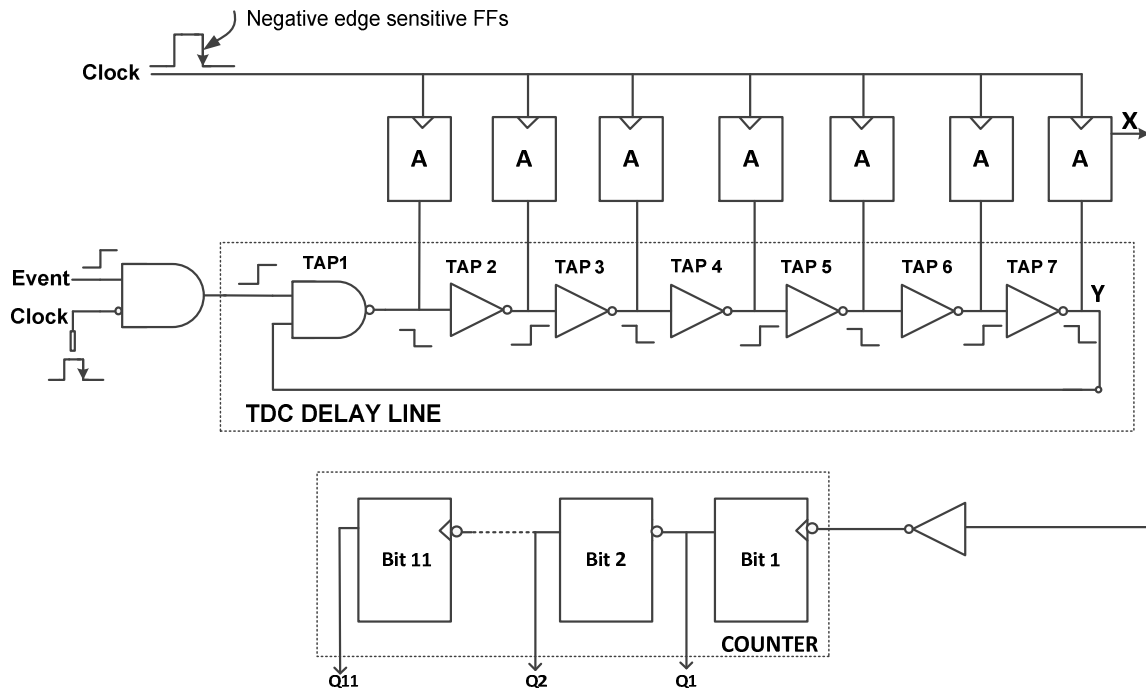 Negative edge sensitive FFs
Clock
X
A A A A A A A
Event
Clock
TAP1 TAP 2 TAP 3 TAP 4 TAP 5 TAP 6 TAP 7
Y
TDC DELAY LINE
Bit 11 Bit 2 Bit 1
COUNTER
Q11 Q2 Q1